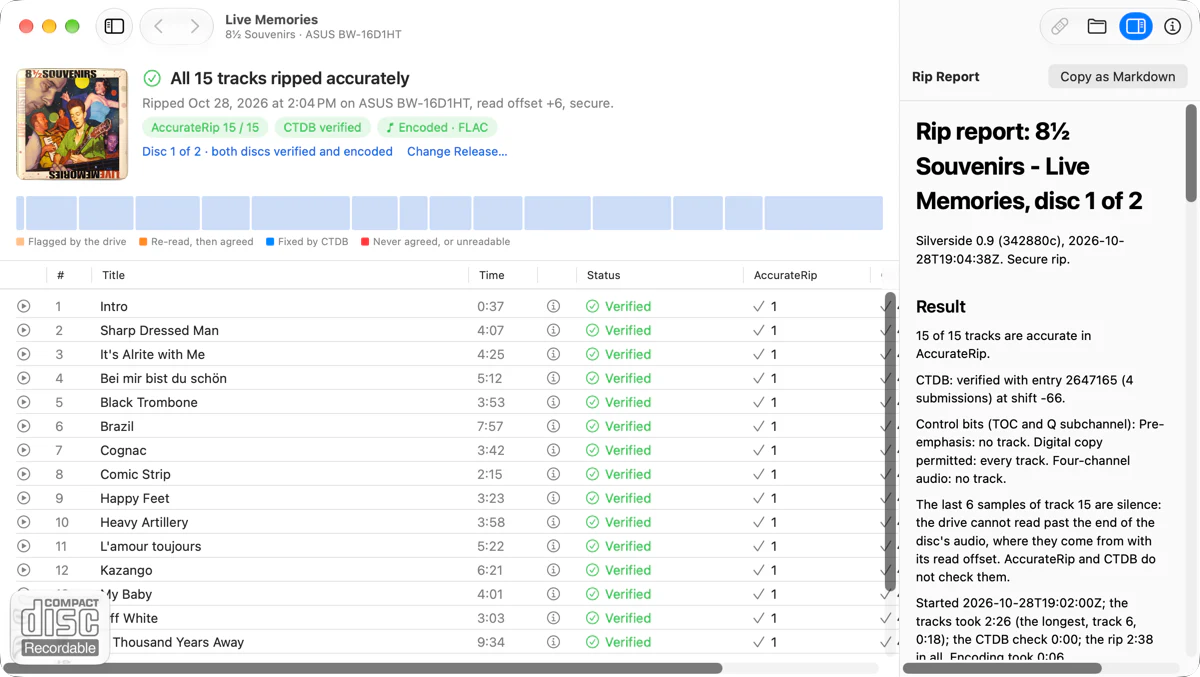 Live Memories
8½ Souvenirs · ASUS BW-16D1HT
8½ SOUVENIRS
LIVE MEMORIES
All 15 tracks ripped accurately
Ripped Oct 28, 2026 at 2:04 PM on ASUS BW-16D1HT, read offset +6, secure.
AccurateRip 15 / 15 CTDB verified Encoded · FLAC
Disc 1 of 2 · both discs verified and encoded Change Release…
Flagged by the drive Re-read, then agreed Fixed by CTDB Never agreed, or unreadable
# Title Time Status AccurateRip
1 Intro 0:37 Verified 1
2 Sharp Dressed Man 4:07 Verified 1
3 It's Alrite with Me 4:25 Verified 1
4 Bei mir bist du schön 5:12 Verified 1
5 Black Trombone 3:53 Verified 1
6 Brazil 7:57 Verified 1
7 Cognac 3:42 Verified 1
8 Comic Strip 2:15 Verified 1
9 Happy Feet 3:23 Verified 1
10 Heavy Artillery 3:58 Verified 1
11 L'amour toujours 5:22 Verified 1
12 Kazango 6:21 Verified 1
My Baby 4:01 Verified 1
ff White 3:03 Verified 1
Thousand Years Away 9:34 Verified 1
COMPACT
disc
Recordable
Rip Report Copy as Markdown
Rip report: 8½
Souvenirs - Live
Memories, disc 1 of 2
Silverside 0.9 (342880c), 2026-10-
28T19:04:38Z. Secure rip.
Result
15 of 15 tracks are accurate in
AccurateRip.
CTDB: verified with entry 2647165 (4
submissions) at shift -66.
Control bits (TOC and Q subchannel): Pre-
emphasis: no track. Digital copy
permitted: every track. Four-channel
audio: no track.
The last 6 samples of track 15 are silence:
the drive cannot read past the end of the
disc's audio, where they come from with
its read offset. AccurateRip and CTDB do
not check them.
Started 2026-10-28T19:02:00Z; the
tracks took 2:26 (the longest, track 6,
0:18); the CTDB check 0:00; the rip 2:38
in all. Encoding took 0:06.